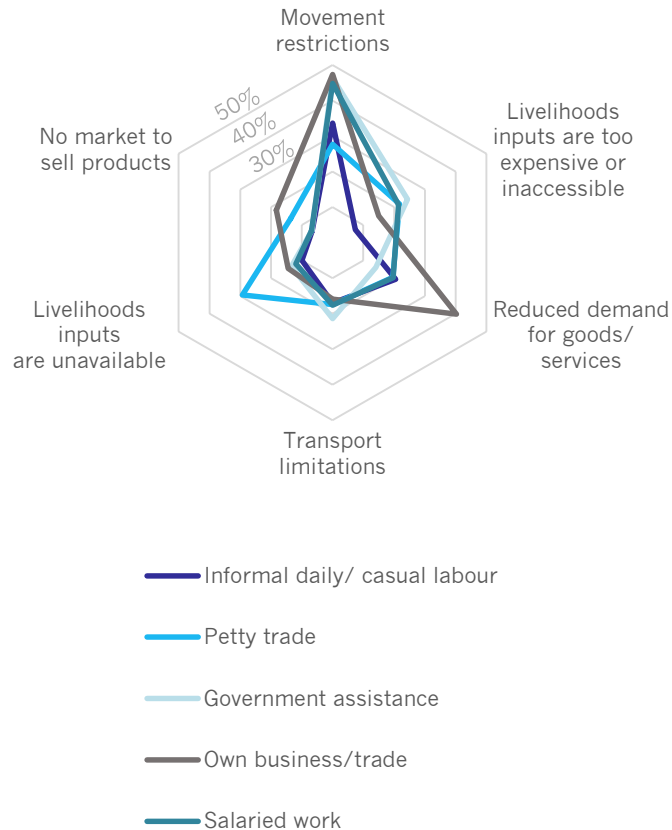 Movement
restrictions
50%
40%
30%
Livelihoods
inputs are too
expensive or
inaccessible
No market to
sell products
Livelihoods
inputs
are unavailable
Reduced demand
for goods/
services
Transport
limitations
Informal daily/ casual labour
Petty trade
Government assistance
Own business/trade
Salaried work